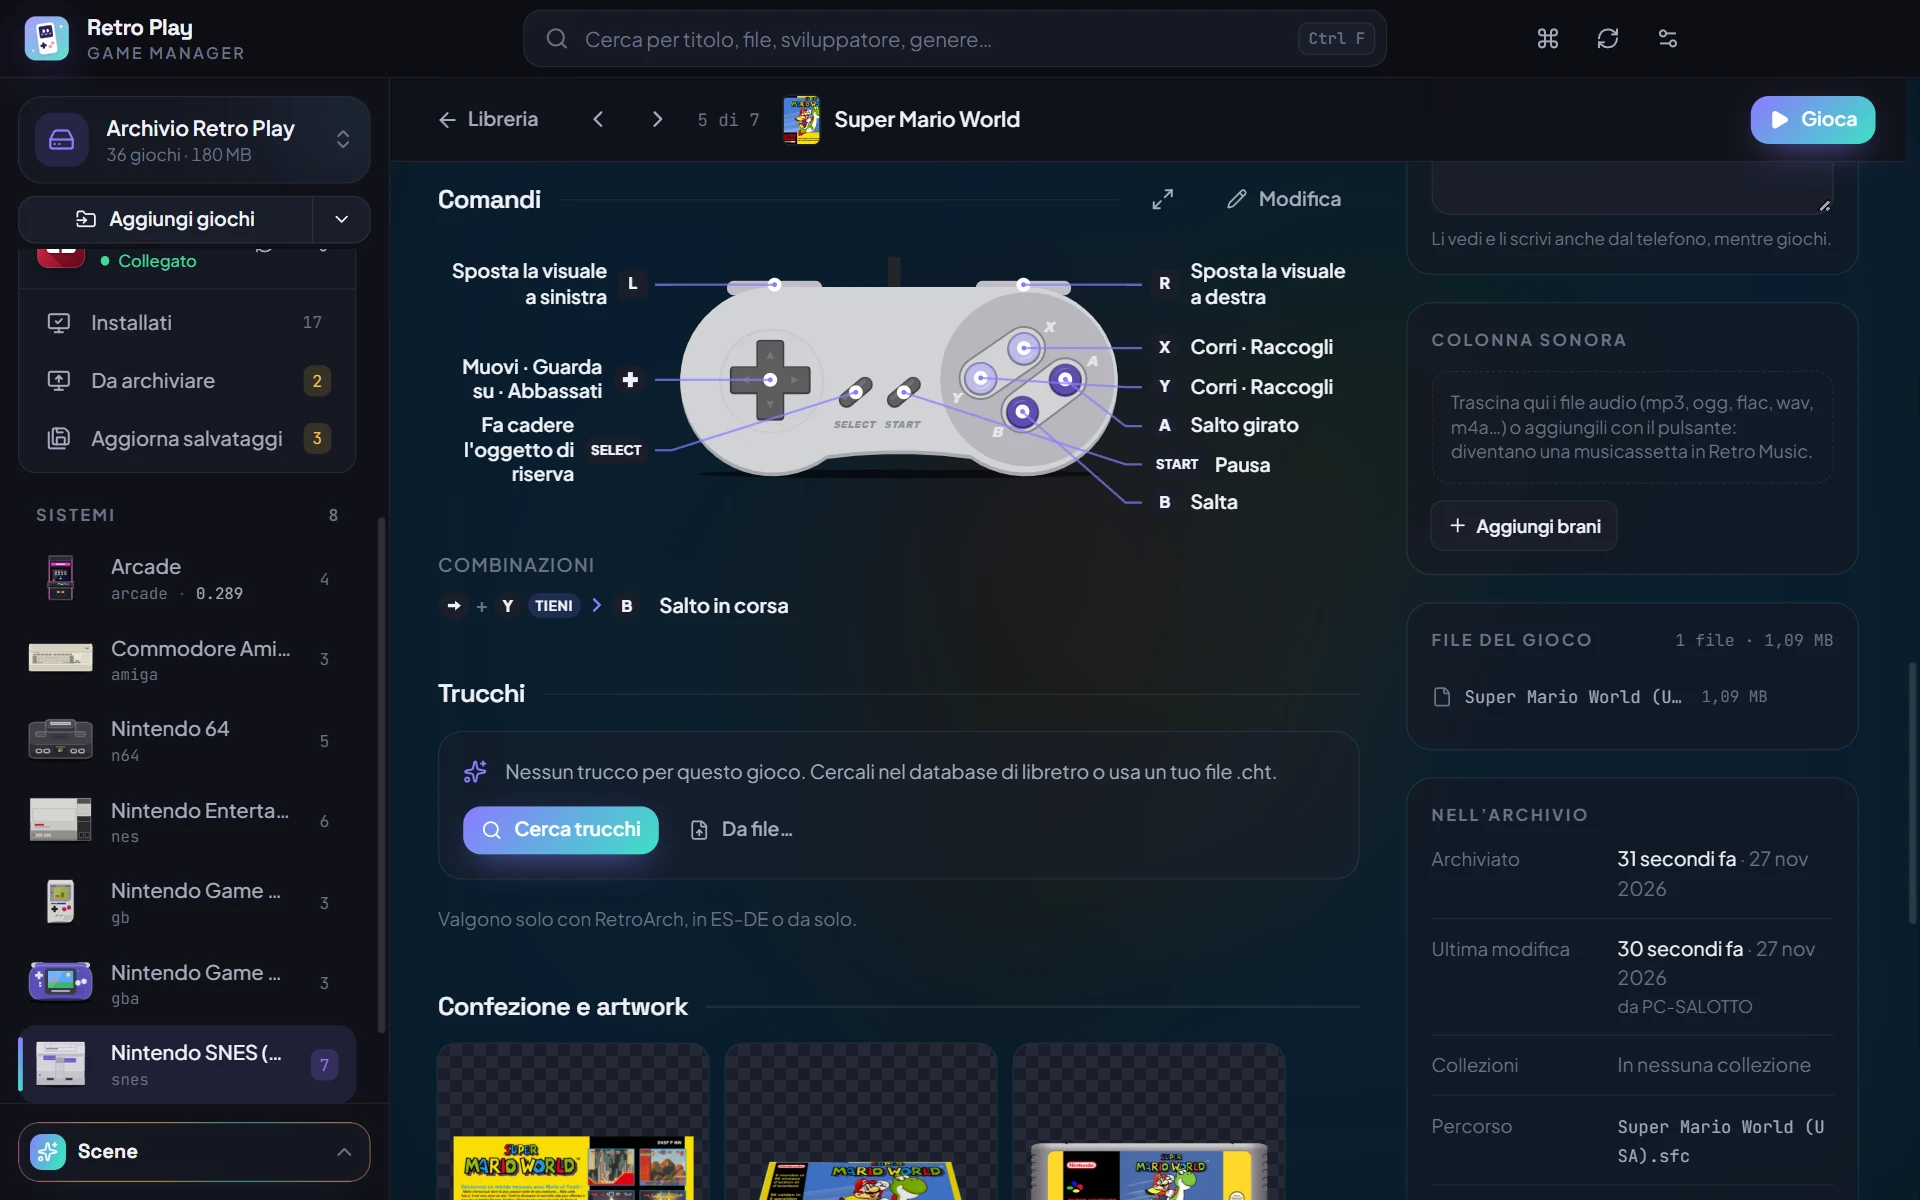 Retro Play
GAME MANAGER
Cerca per titolo, file, sviluppatore, genere…
Ctrl F
Archivio Retro Play
36 giochi · 180 MB
Aggiungi giochi
Collegato
Installati
17
Da archiviare
2
Aggiorna salvataggi
3
SISTEMI
8
Arcade
arcade · 0.289
4
Commodore Ami…
amiga
3
Nintendo 64
n64
5
Nintendo Enterta…
nes
6
Nintendo Game …
gb
3
Nintendo Game …
gba
3
Nintendo SNES (…
snes
7
Scene
Libreria
5 di 7
Super Mario World
Gioca
Comandi
Modifica
Sposta la visuale
a sinistra
L
Muovi · Guarda
su · Abbassati
Fa cadere
l'oggetto di
riserva
SELECT
SELECT START
X
A
Y
B
R
Sposta la visuale
a destra
X
Corri · Raccogli
Y
Corri · Raccogli
A
Salto girato
START
Pausa
B
Salta
COMBINAZIONI
+ Y TIENI B Salto in corsa
Trucchi
Nessun trucco per questo gioco. Cercali nel database di libretro o usa un tuo file .cht.
Cerca trucchi
Da file…
Valgono solo con RetroArch, in ES-DE o da solo.
Confezione e artwork
SUPER
MARIO WORLD
SUPER
MARIO WORLD
Nintendo
SUPER
MARIO WORLD
Li vedi e li scrivi anche dal telefono, mentre giochi.
COLONNA SONORA
Trascina qui i file audio (mp3, ogg, flac, wav,
m4a…) o aggiungili con il pulsante:
diventano una musicassetta in Retro Music.
Aggiungi brani
FILE DEL GIOCO
1 file · 1,09 MB
Super Mario World (U…
1,09 MB
NELL'ARCHIVIO
Archiviato
31 secondi fa · 27 nov
2026
Ultima modifica
30 secondi fa · 27 nov
2026
da PC-SALOTTO
Collezioni
In nessuna collezione
Percorso
Super Mario World (U
SA).sfc